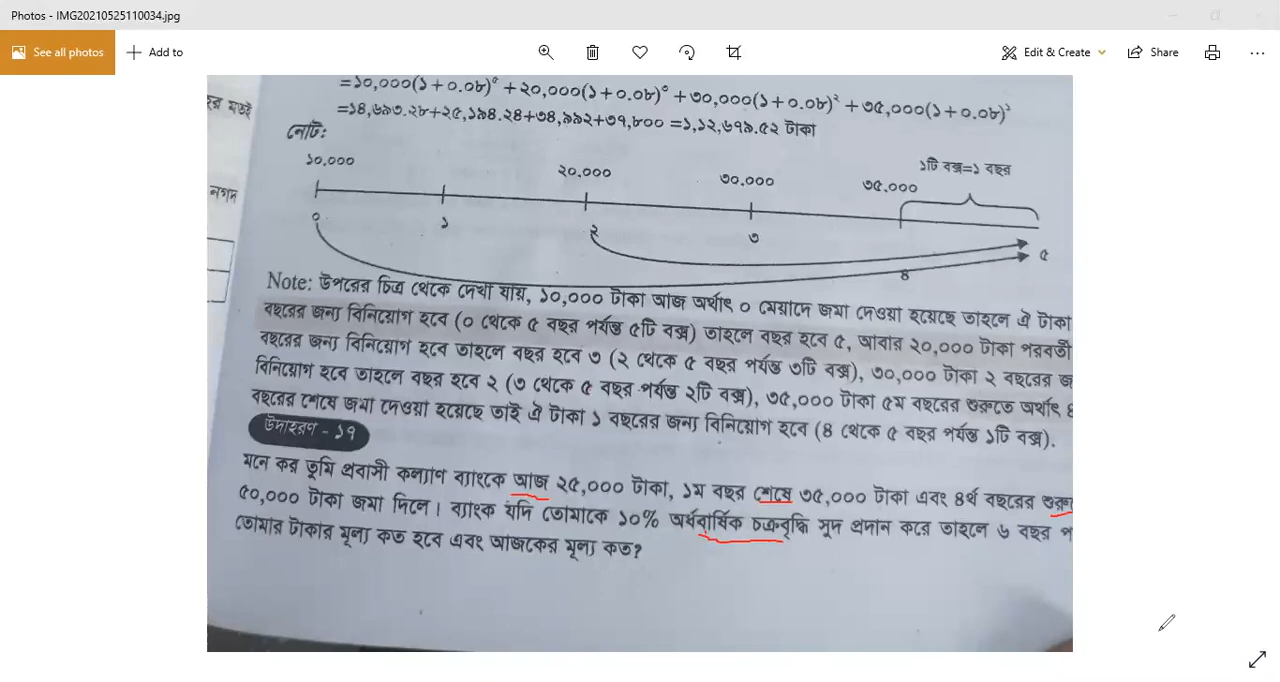 Photos - IMG20210525110034.jpg
See all photos
Add to
Edit & Create
Share
=১০,০০০(১+০.০৮)^৫ +২০,০০০(১+০.০৮)^৩ +৩০,০০০(১+০.০৮)^২ +৩৫,০০০(১+০.০৮)^১
=১৪,৬৯৩.২৮+২৫,১৯৪.২৪+৩৪,৯৯২+৩৭,৮০০ =১,১২,৬৭৯.৫২ টাকা
নোট:
নগদ
১০,০০০
২০,০০০
৩০,০০০
৩৫,০০০
১টি বক্স=১ বছর
০
১
২
৩
৪
৫
Note: উপরের চিত্র থেকে দেখা যায়, ১০,০০০ টাকা আজ অর্থাৎ ০ মেয়াদে জমা দেওয়া হয়েছে তাহলে ঐ টাকা
বছরের জন্য বিনিয়োগ হবে (০ থেকে ৫ বছর পর্যন্ত ৫টি বক্স) তাহলে বছর হবে ৫, আবার ২০,০০০ টাকা পরবর্তী
বছরের জন্য বিনিয়োগ হবে তাহলে বছর হবে ৩ (২ থেকে ৫ বছর পর্যন্ত ৩টি বক্স), ৩০,০০০ টাকা ২ বছরের
বিনিয়োগ হবে তাহলে বছর হবে ২ (৩ থেকে ৫ বছর পর্যন্ত ২টি বক্স), ৩৫,০০০ টাকা ৫ম বছরের শুরুতে অর্থাৎ ৪
বছরের শেষে জমা দেওয়া হয়েছে তাই ঐ টাকা ১ বছরের জন্য বিনিয়োগ হবে (৪ থেকে ৫ বছর পর্যন্ত ১টি বক্স).
উদাহরণ - ১৭
মনে কর তুমি প্রবাসী কল্যাণ ব্যাংকে আজ ২৫,০০০ টাকা, ১ম বছর শেষে ৩৫,০০০ টাকা এবং ৪র্থ বছরের শুরু
৫০,০০০ টাকা জমা দিলে। ব্যাংক যদি তোমাকে ১০% অর্ধবার্ষিক চক্রবৃদ্ধি সুদ প্রদান করে তাহলে ৬ বছর প
তোমার টাকার মূল্য কত হবে এবং আজকের মূল্য কত?